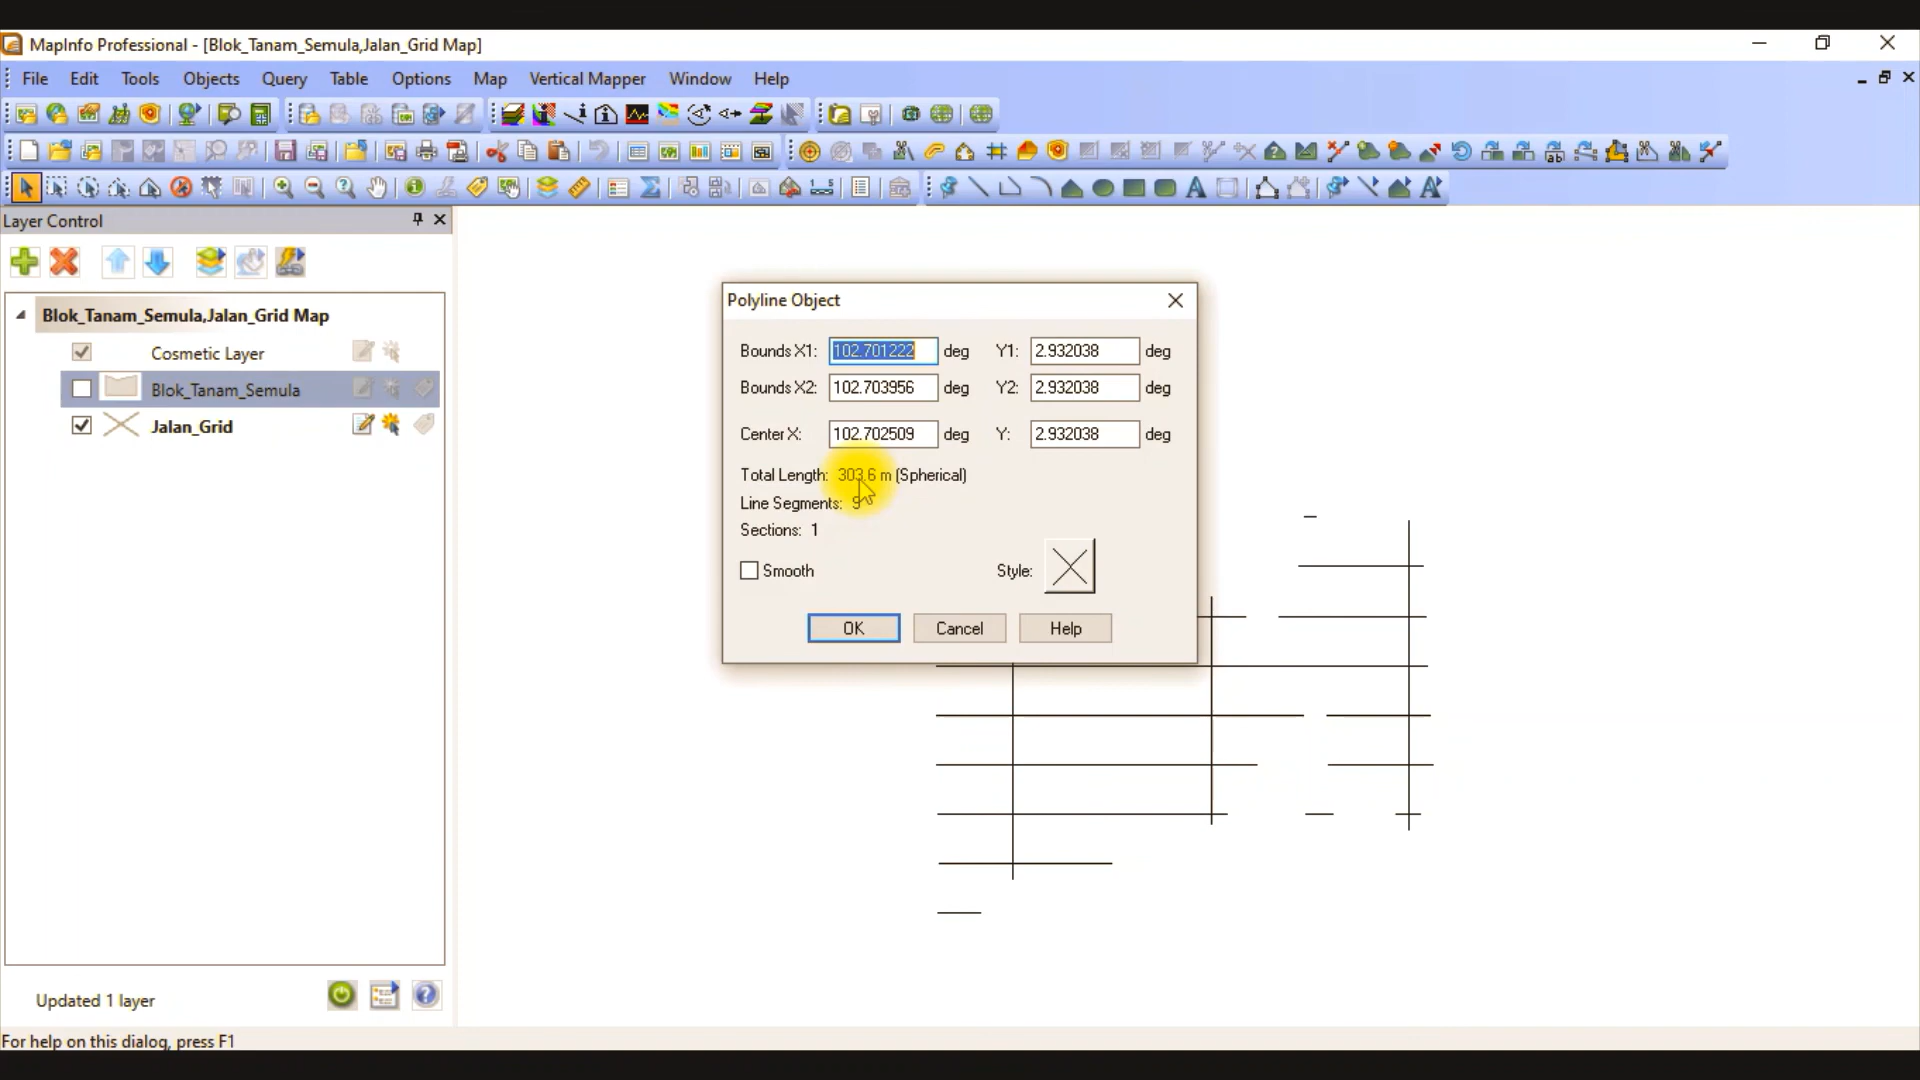 MapInfo Professional - [Blok_Tanam_Semula,Jalan_Grid Map]
File Edit Tools Objects Query Table Options Map Vertical Mapper Window Help
Layer Control
Blok_Tanam_Semula,Jalan_Grid Map
Cosmetic Layer
Blok_Tanam_Semula
Jalan_Grid
Updated 1 layer
Polyline Object
Bounds X1: 102.701222 deg Y1: 2.932038 deg
Bounds X2: 102.703956 deg Y2: 2.932038 deg
Center X: 102.702509 deg Y: 2.932038 deg
Total Length: 303.6 m (Spherical)
Line Segments: 9
Sections: 1
Smooth Style:
OK Cancel Help
For help on this dialog, press F1